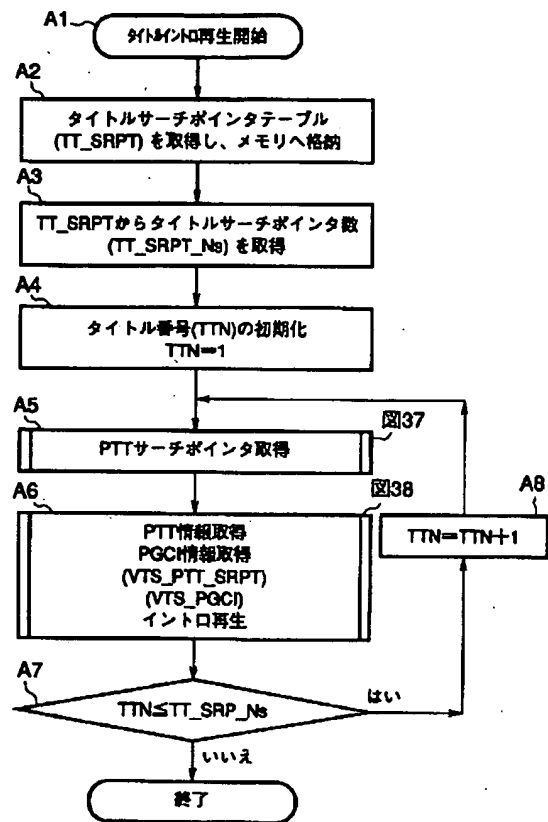 A1
タイトルイントロ再生開始
A2
タイトルサーチポインタテーブル
(TT_SRPT) を取得し、メモリへ格納
A3
TT_SRPTからタイトルサーチポインタ数
(TT_SRPT_Ns) を取得
A4
タイトル番号(TTN)の初期化
TTN=1
A5
図37
PTTサーチポインタ取得
A6
図38
PTT情報取得
PGCI情報取得
(VTS_PTT_SRPT)
(VTS_PGCI)
イントロ再生
A8
TTN=TTN+1
A7
TTN≦TT_SRP_Ns
はい
いいえ
終了